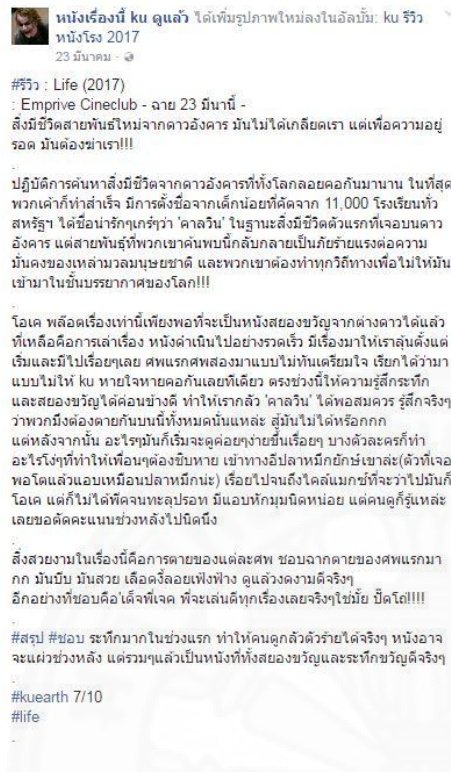 หนังเรื่องนี้ ku ดูแล้ว ได้เพิ่มรูปภาพใหม่ลงในอัลบั้ม: ku รีวิว
หนังโรง 2017
23 มีนาคม ·
#รีวิว : Life (2017)
: Emprive Cineclub - ฉาย 23 มีนานี้ -
สิ่งมีชีวิตสายพันธ์ใหม่จากดาวอังคาร มันไม่ได้เกลียดเรา แต่เพื่อความอยู่
รอด มันต้องฆ่าเรา!!!
.
ปฏิบัติการค้นหาสิ่งมีชีวิตจากดาวอังคารที่ทั้งโลกลอยคอกันมานาน ในที่สุด
พวกเค้าก็ทำสำเร็จ มีการตั้งชื่อจากเด็กน้อยที่คัดจาก 11,000 โรงเรียนทั่ว
สหรัฐฯ ได้ชื่อน่ารักๆเกร๋ๆว่า 'คาลวิน' ในฐานะสิ่งมีชีวิตตัวแรกที่เจอบนดาว
อังคาร แต่สายพันธุ์ที่พวกเขาค้นพบนี้กลับกลายเป็นภัยร้ายแรงต่อความ
มั่นคงของเหล่ามวลมนุษยชาติ และพวกเขาต้องทำทุกวิถีทางเพื่อไม่ให้มัน
เข้ามาในชั้นบรรยากาศของโลก!!!
.
โอเค พล็อตเรื่องเท่านี้เพียงพอที่จะเป็นหนังสยองขวัญจากต่างดาวได้แล้ว
ที่เหลือคือการเล่าเรื่อง หนังดำเนินไปอย่างรวดเร็ว มีเรื่องมาให้เราลุ้นตั้งแต่
เริ่มและมีไปเรื่อยๆเลย ศพแรกศพสองมาแบบไม่ทันเตรียมใจ เรียกได้ว่ามา
แบบไม่ให้ ku หายใจหายคอกันเลยทีเดียว ตรงช่วงนี้ให้ความรู้สึกระทึก
และสยองขวัญได้ค่อนข้างดี ทำให้เรากลัว 'คาลวิน' ได้พอสมควร รู้สึกจริงๆ
ว่าพวกมึงต้องตายกันบนนี้ทั้งหมดนั่นแหละ สู้มันไม่ได้หร๊อกกก
แต่หลังจากนั้น อะไรๆมันก็เริ่มจะดูค่อยๆง่ายขึ้นเรื่อยๆ บางตัวละครก็ทำ
อะไรโง่ๆที่ทำให้เพื่อนๆต้องชิบหาย เข้าทางอีปลาหมึกยักษ์เขาล่ะ(ตัวที่เจอ
พอโตแล้วแอบเหมือนปลาหมึกน่ะ) เรื่อยไปจนถึงไคล์แมกซ์ที่จะว่าไปมันก็
โอเค แต่ก็ไม่ได้พีคจนทะลุปรอท มีแอบหักมุมนิดหน่อย แต่คนดูก็รู้แหล่ะ
เลยขอตัดคะแนนช่วงหลังไปนิดนึง
.
สิ่งสวยงามในเรื่องนี้คือการตายของแต่ละศพ ชอบฉากตายของศพแรกมา
กก มันบีบ มันสวย เลือดงี้ลอยเฟ้งฟ้าง ดูแล้วงดงามดีจริงๆ
อีกอย่างที่ชอบคือ'เด็จพี่เจค พี่จะเล่นดีทุกเรื่องเลยจริงๆใช่มั้ย ปั๊ดโถ่!!!!
.
#สรุป #ชอบ ระทึกมากในช่วงแรก ทำให้คนดูกลัวตัวร้ายได้จริงๆ หนังอาจ
จะแผ่วช่วงหลัง แต่รวมๆแล้วเป็นหนังที่ทั้งสยองขวัญและระทึกขวัญดีจริงๆ
.
#kuearth 7/10
#life
.